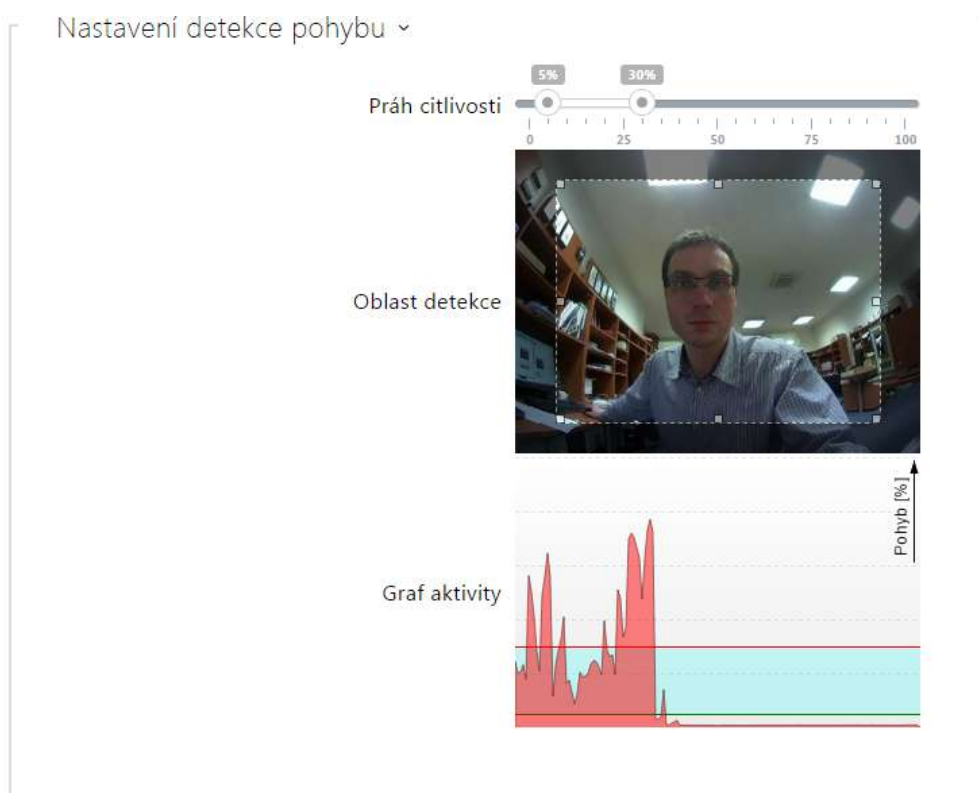 Nastavení detekce pohybu
5% 30%
Práh citlivosti
0 25 50 75 100
Oblast detekce
Pohyb [%]
Graf aktivity